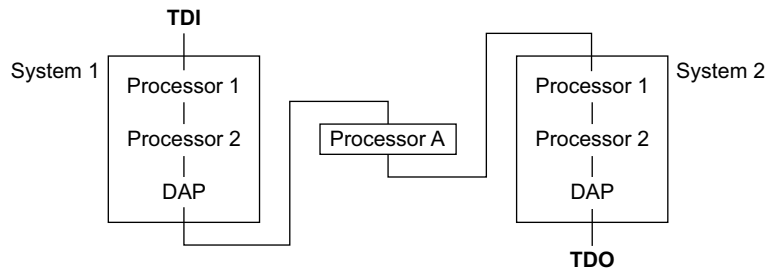 TDI
System 1
Processor 1
Processor 2
DAP
Processor A
System 2
Processor 1
Processor 2
DAP
TDO